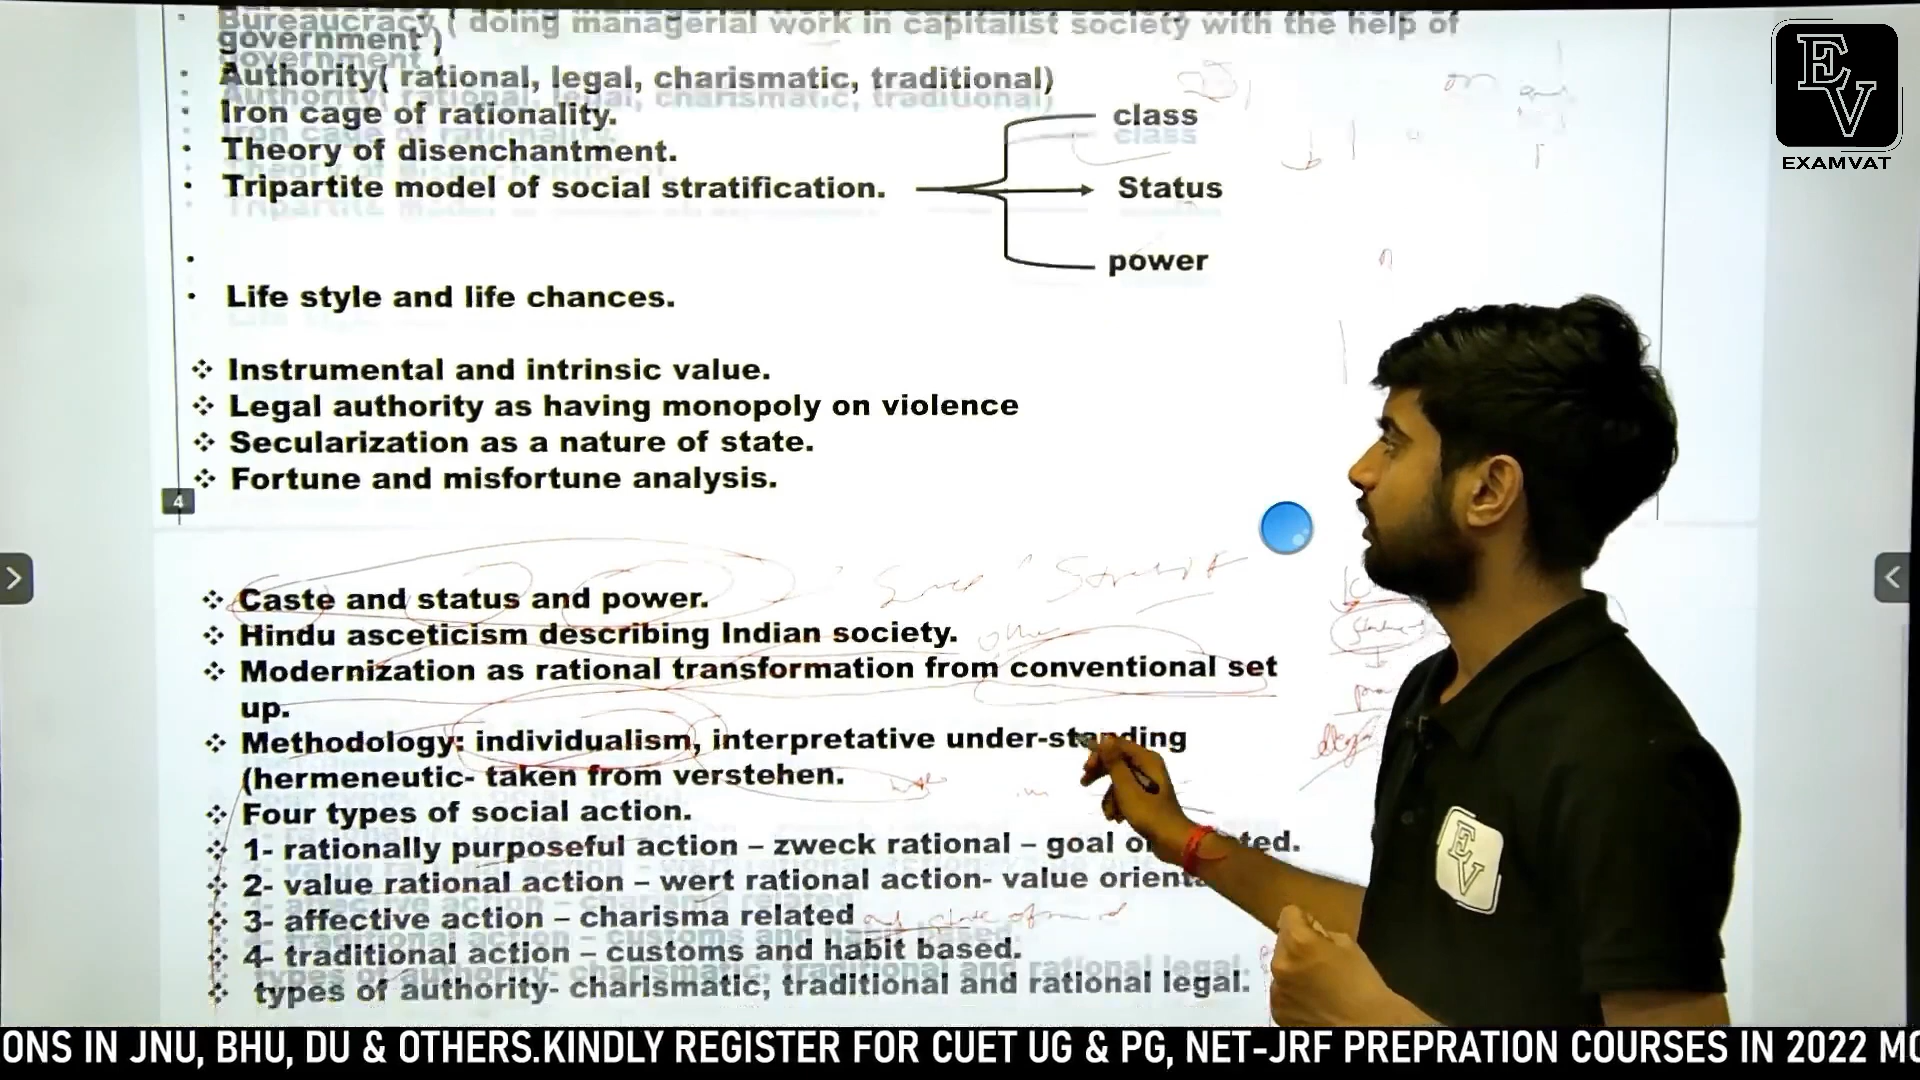 Bureaucracy ( doing managerial work in capitalist society with the help of
government )
Authority( rational, legal, charismatic, traditional)
Iron cage of rationality.
Theory of disenchantment.
Tripartite model of social stratification.
class
Status
power
Life style and life chances.
Instrumental and intrinsic value.
Legal authority as having monopoly on violence
Secularization as a nature of state.
Fortune and misfortune analysis.
4
Caste and status and power.
Hindu asceticism describing Indian society.
Modernization as rational transformation from conventional set
up.
Methodology: individualism, interpretative under-standing
(hermeneutic- taken from verstehen.
Four types of social action.
1- rationally purposeful action – zweck rational – goal
2- value rational action – wert rational action- value
3- affective action – charisma related
4- traditional action – customs and habit based.
types of authority- charismatic, traditional and rational legal.
EV
EXAMVAT
EV
ONS IN JNU, BHU, DU & OTHERS.KINDLY REGISTER FOR CUET UG & PG, NET-JRF PREPRATION COURSES IN 2022